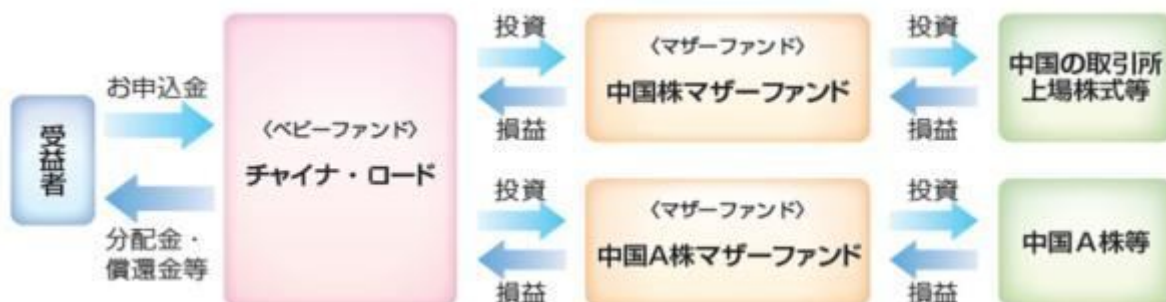 受益者
お申込金
分配金・
償還金等
〈ベビーファンド〉
チャイナ・ロード
投資
損益
〈マザーファンド〉
中国株マザーファンド
投資
損益
中国の取引所
上場株式等
投資
損益
〈マザーファンド〉
中国A株マザーファンド
投資
損益
中国A株等